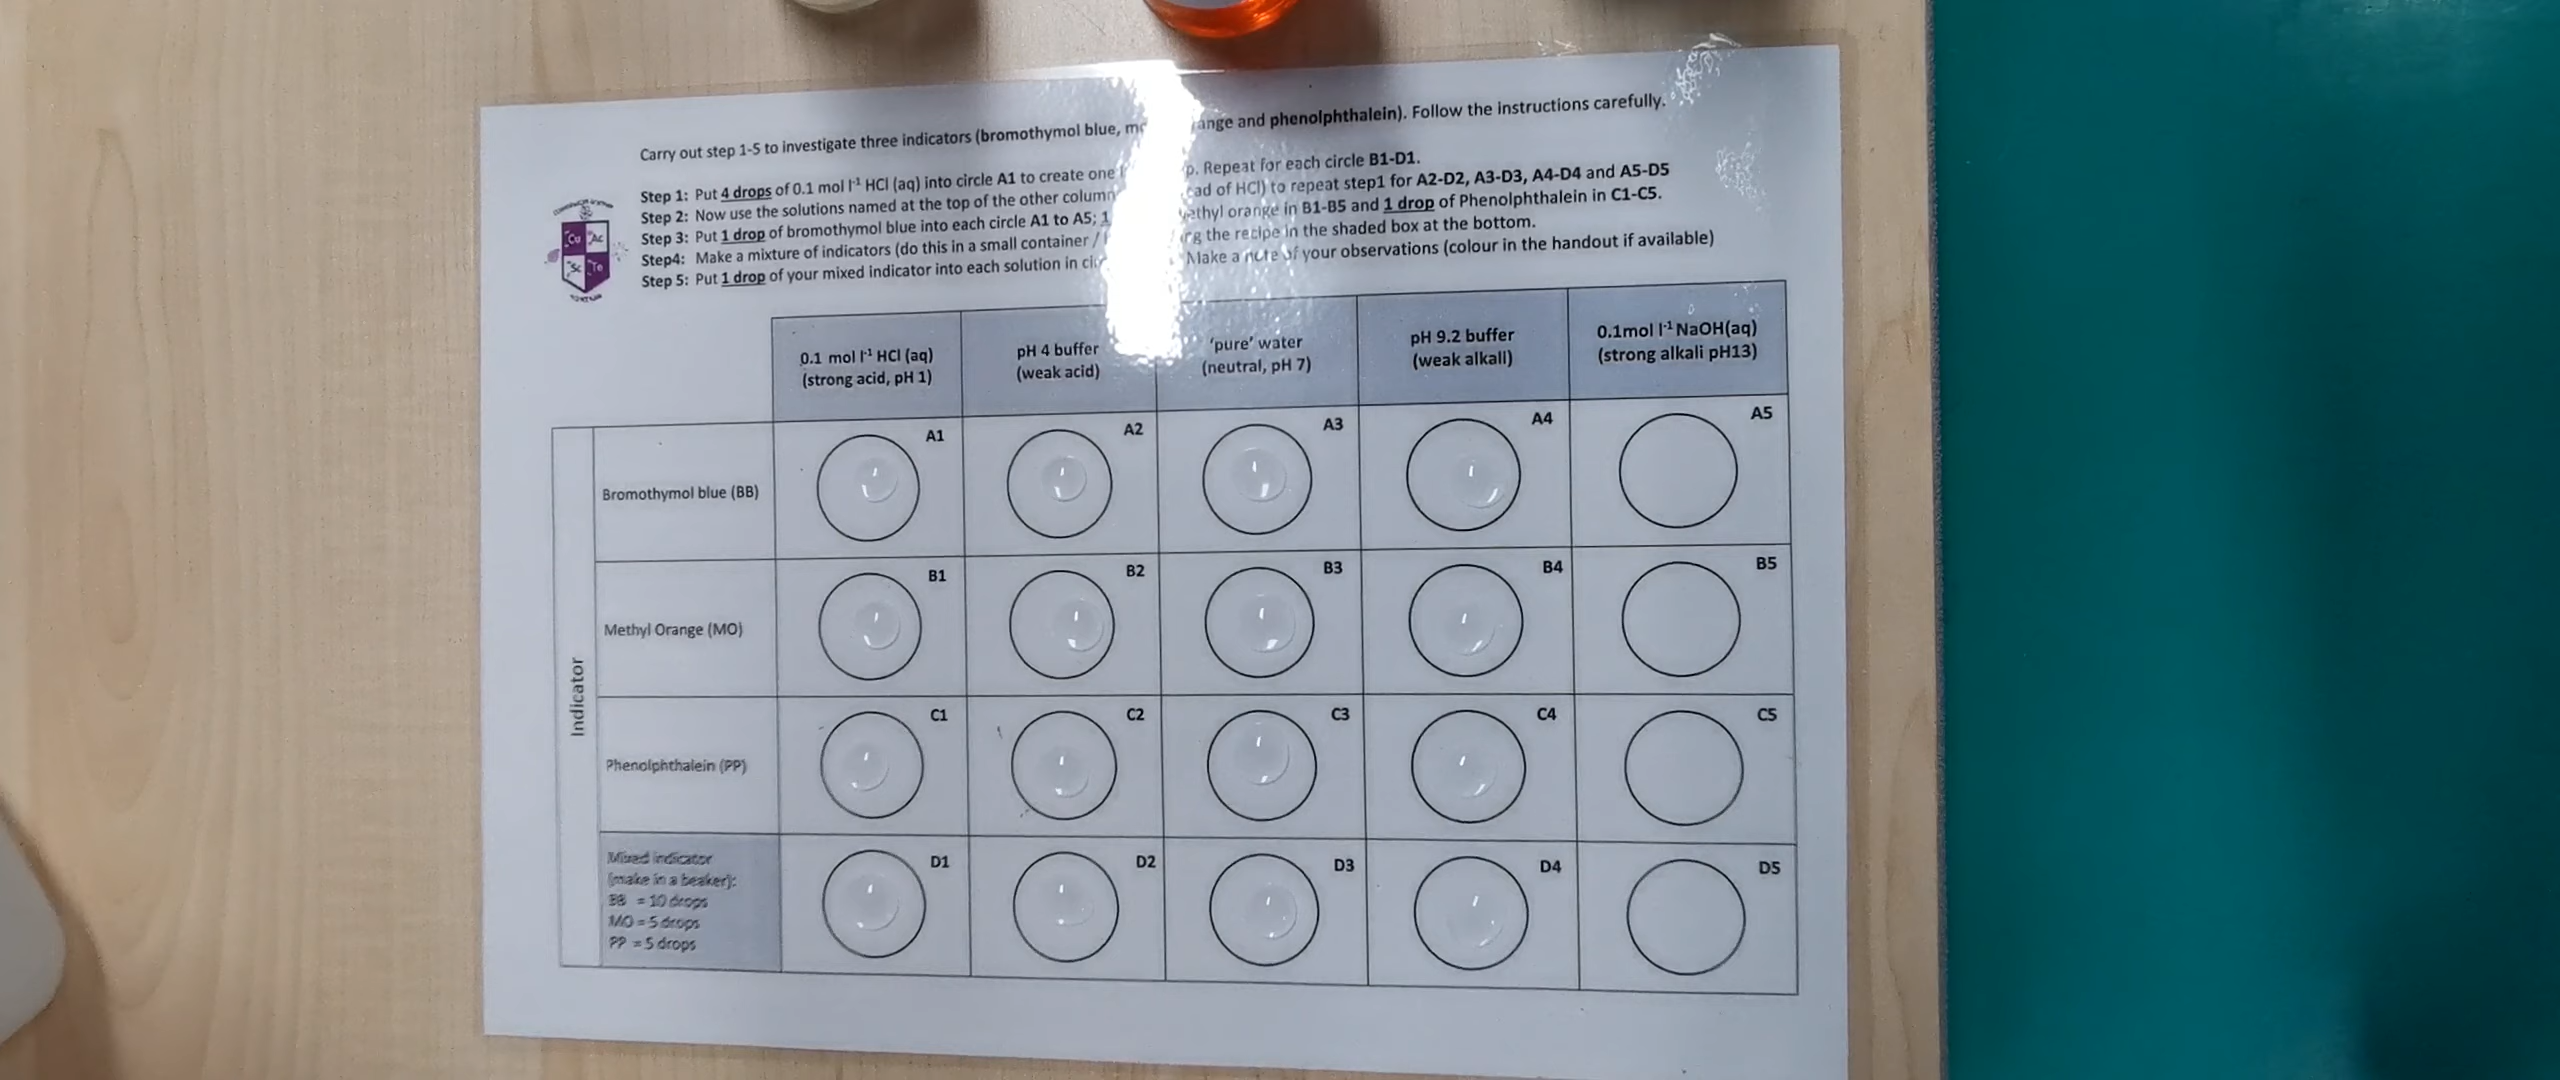 Carry out step 1-5 to investigate three indicators (bromothymol blue, ange and phenolphthalein). Follow the instructions carefully.
Step 1: Put 4 drops of 0.1 mol l⁻¹ HCl (aq) into circle A1 to create one p. Repeat for each circle B1-D1.
Step 2: Now use the solutions named at the top of the other column ead of HCl) to repeat step1 for A2-D2, A3-D3, A4-D4 and A5-D5
Step 3: Put 1 drop of bromothymol blue into each circle A1 to A5; 1 ethyl orange in B1-B5 and 1 drop of Phenolphthalein in C1-C5.
Step4: Make a mixture of indicators (do this in a small container / the recipe in the shaded box at the bottom.
Step 5: Put 1 drop of your mixed indicator into each solution in Make a note of your observations (colour in the handout if available)
Cu Ac
Sc Te
0.1 mol l⁻¹ HCl (aq)
(strong acid, pH 1)
pH 4 buffer
(weak acid)
'pure' water
(neutral, pH 7)
pH 9.2 buffer
(weak alkali)
0.1mol l⁻¹ NaOH(aq)
(strong alkali pH13)
Indicator
Bromothymol blue (BB)
A1
A2
A3
A4
A5
Methyl Orange (MO)
B1
B2
B3
B4
B5
Phenolphthalein (PP)
C1
C2
C3
C4
C5
Mixed indicator
(make in a beaker):
BB = 10 drops
MO = 5 drops
PP = 5 drops
D1
D2
D3
D4
D5